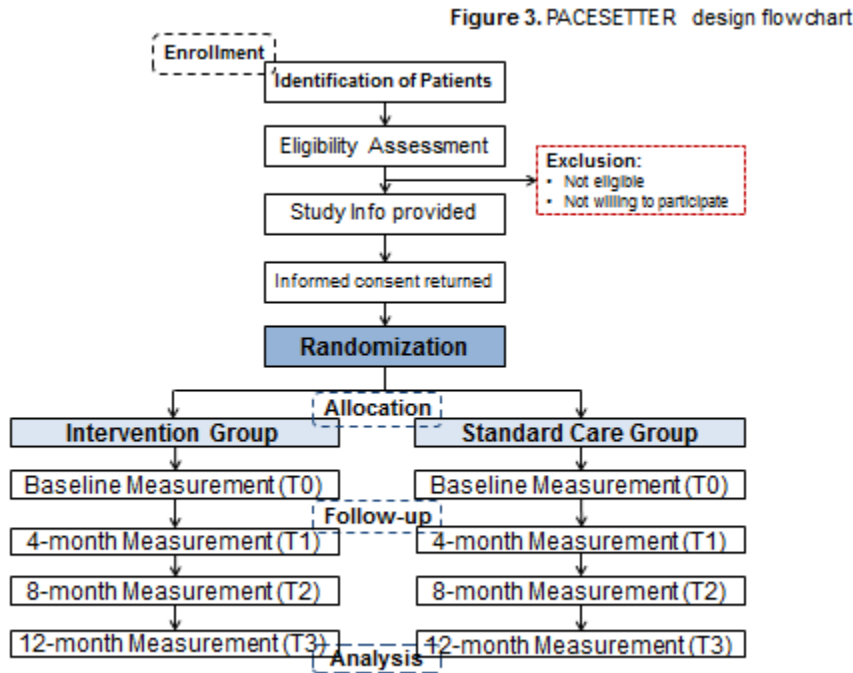 Figure 3. PACESETTER design flowchart
Enrollment
Identification of Patients
Eligibility Assessment
Exclusion:
• Not eligible
• Not willing to participate
Study Info provided
Informed consent returned
Randomization
Allocation
Intervention Group
Standard Care Group
Baseline Measurement (T0)
Baseline Measurement (T0)
Follow-up
4-month Measurement (T1)
4-month Measurement (T1)
8-month Measurement (T2)
8-month Measurement (T2)
12-month Measurement (T3)
12-month Measurement (T3)
Analysis